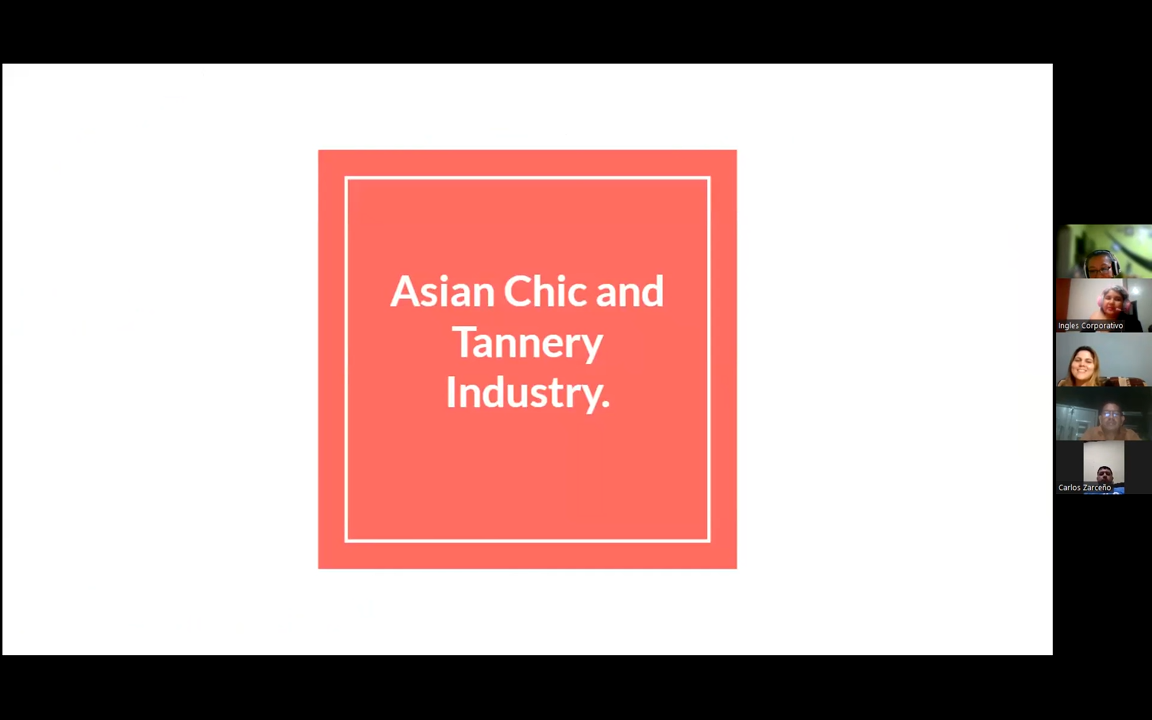 Asian Chic and
Tannery
Industry.
Ingles Corporativo
Carlos Zarceño